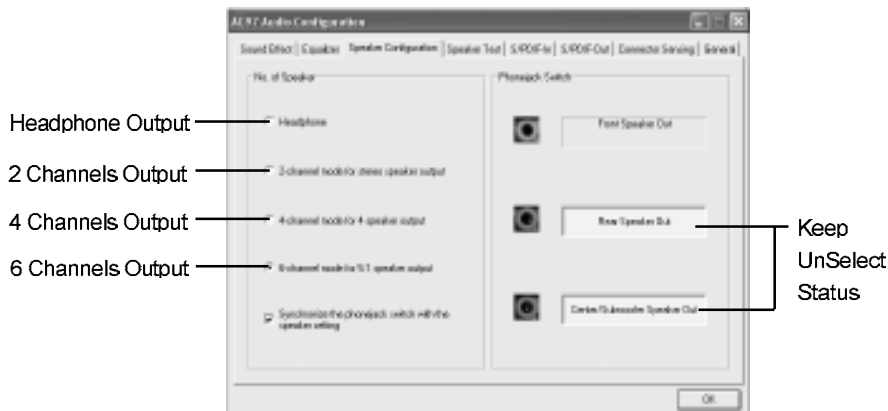 AC97 Audio Configuration
Sound Effect | Equalizer | Speaker Configuration | Speaker Test | S/PDIF-In | S/PDIF-Out | Connector Sensing | General
No. of Speaker
Phonejack Switch
Headphone Output
Headphone
Front Speaker Out
2 Channels Output
2-channel mode for stereo speaker output
4 Channels Output
4-channel mode for 4 speaker output
Rear Speaker Out
Keep
UnSelect
Status
6 Channels Output
6-channel mode for 5.1 speaker output
Synchronize the phonejack switch with the
speaker setting
Center/Subwoofer Speaker Out
OK